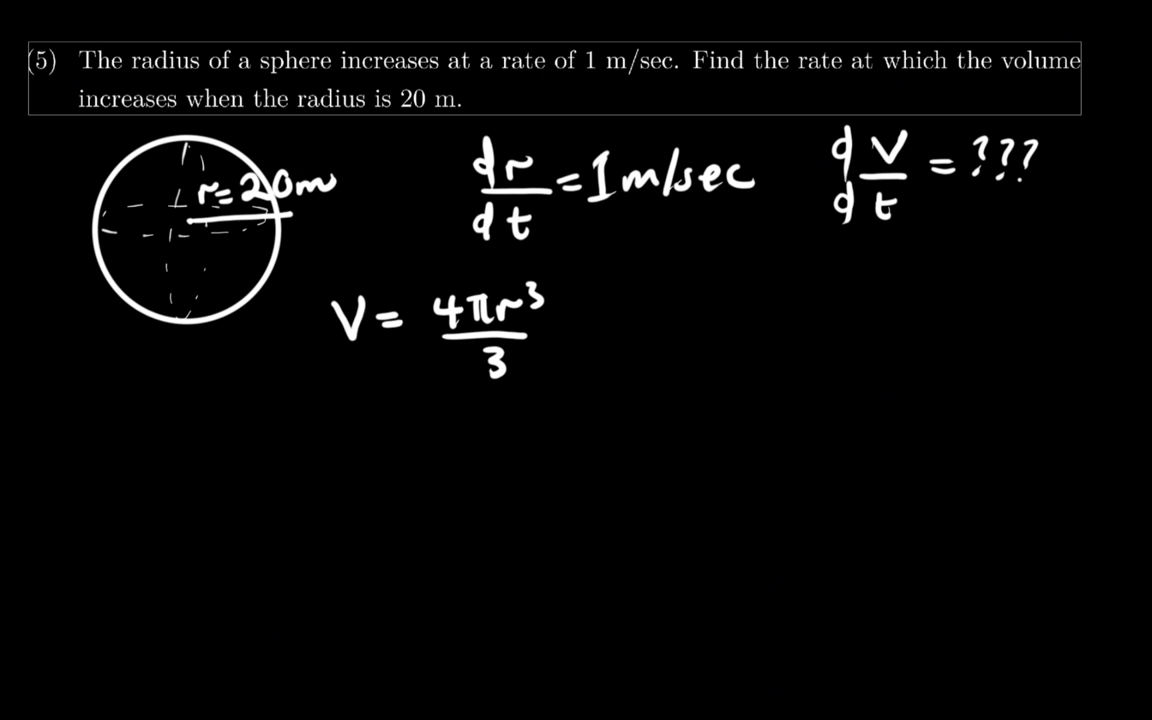 (5) The radius of a sphere increases at a rate of 1 m/sec. Find the rate at which the volume
increases when the radius is 20 m.
r=20m
dr/dt = 1m/sec
dV/dt = ???
V = 4πr³/3